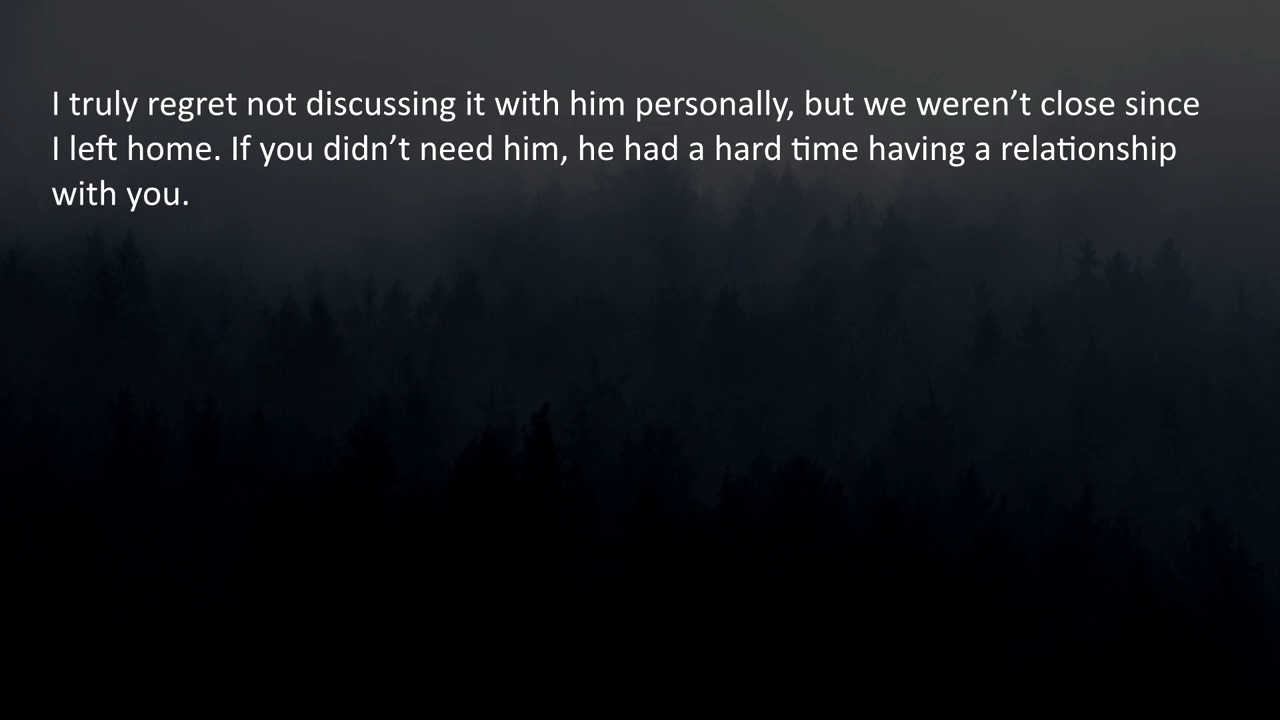 I truly regret not discussing it with him personally, but we weren’t close since
I left home. If you didn’t need him, he had a hard time having a relationship
with you.